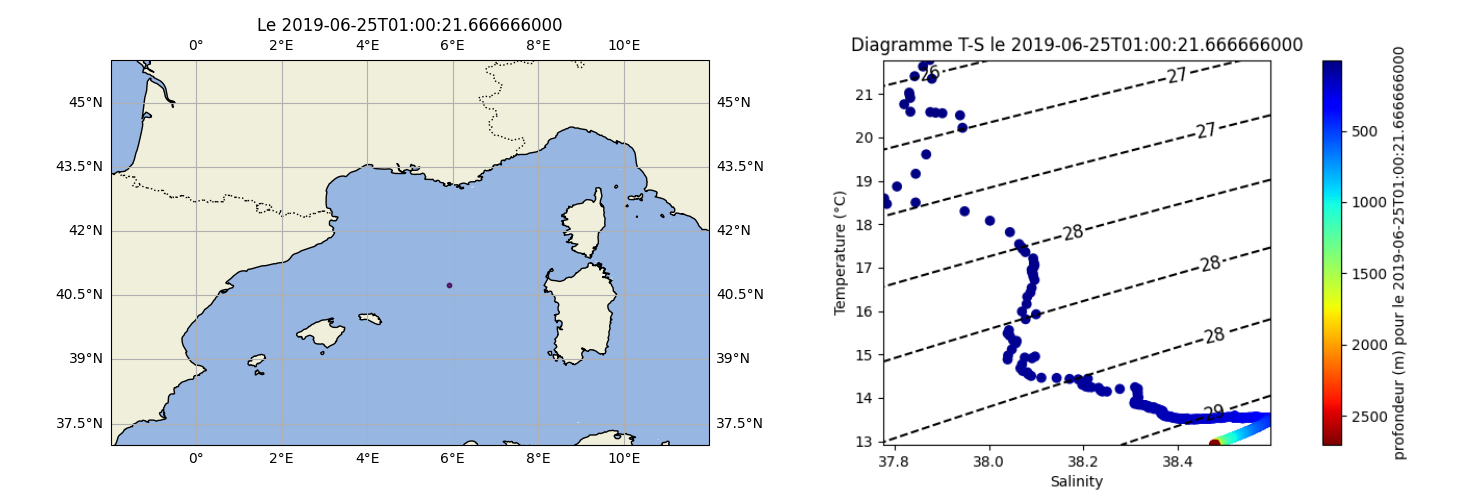 Le 2019-06-25T01:00:21.666666000
0° 2°E 4°E 6°E 8°E 10°E
45°N 45°N
43.5°N 43.5°N
42°N 42°N
40.5°N 40.5°N
39°N 39°N
37.5°N 37.5°N
0° 2°E 4°E 6°E 8°E 10°E
Diagramme T-S le 2019-06-25T01:00:21.666666000
26
27
27
28
28
28
29
21
20
19
18
17
16
15
14
13
Temperature (°C)
37.8 38.0 38.2 38.4
Salinity
500
1000
1500
2000
2500
profondeur (m) pour le 2019-06-25T01:00:21.666666000